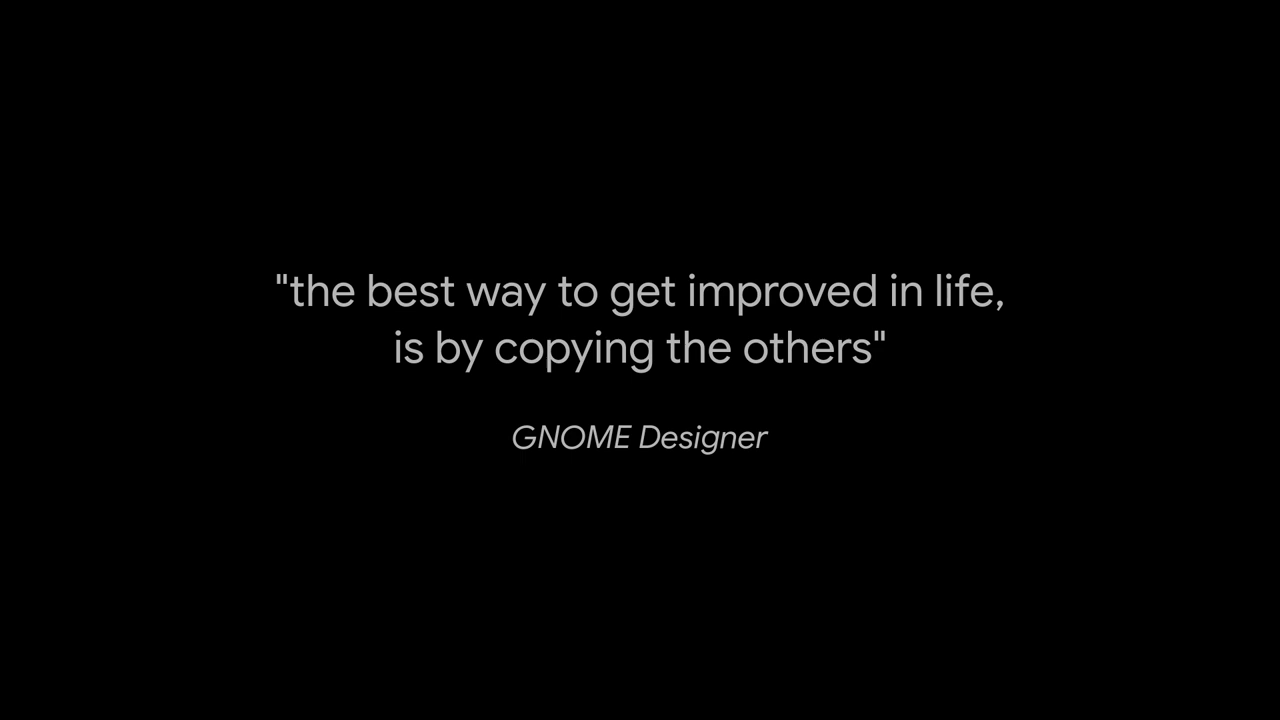 "the best way to get improved in life,
is by copying the others"
GNOME Designer